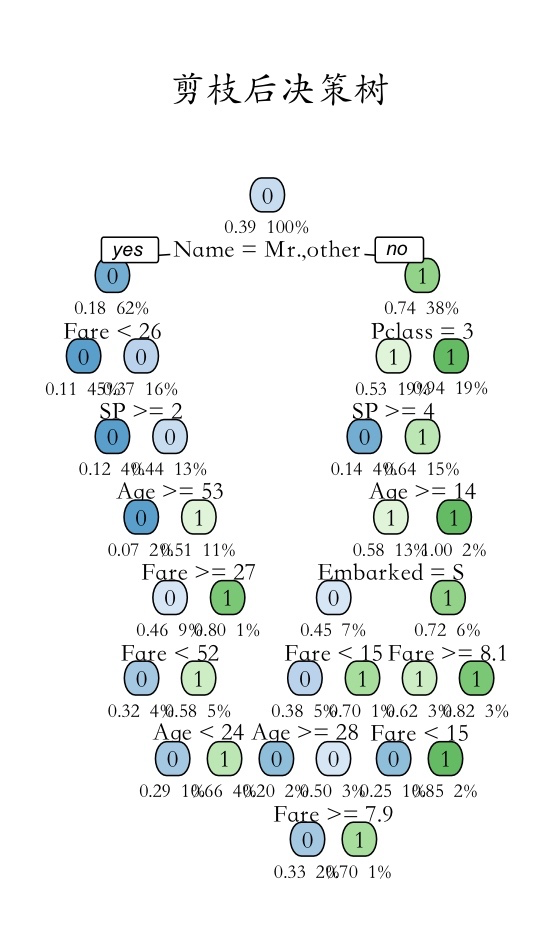 剪枝后决策树
0
0.39 100%
yes Name = Mr.,other no
0 1
0.18 62% 0.74 38%
Fare < 26 Pclass = 3
0 0 1 1
0.11 45% 0.37 16% 0.53 19% 0.94 19%
SP >= 2 SP >= 4
0 0 0 1
0.12 4% 0.44 13% 0.14 4% 0.64 15%
Age >= 53 Age >= 14
0 1 1 1
0.07 2% 0.51 11% 0.58 13% 1.00 2%
Fare >= 27 Embarked = S
0 1 0 1
0.46 9% 0.80 1% 0.45 7% 0.72 6%
Fare < 52 Fare < 15 Fare >= 8.1
0 1 0 1 1 1
0.32 4% 0.58 5% 0.38 5% 0.70 1% 0.62 3% 0.82 3%
Age < 24 Age >= 28 Fare < 15
0 1 0 0 0 1
0.29 1% 0.66 4% 0.20 2% 0.50 3% 0.25 1% 0.85 2%
Fare >= 7.9
0 1
0.33 2% 0.70 1%